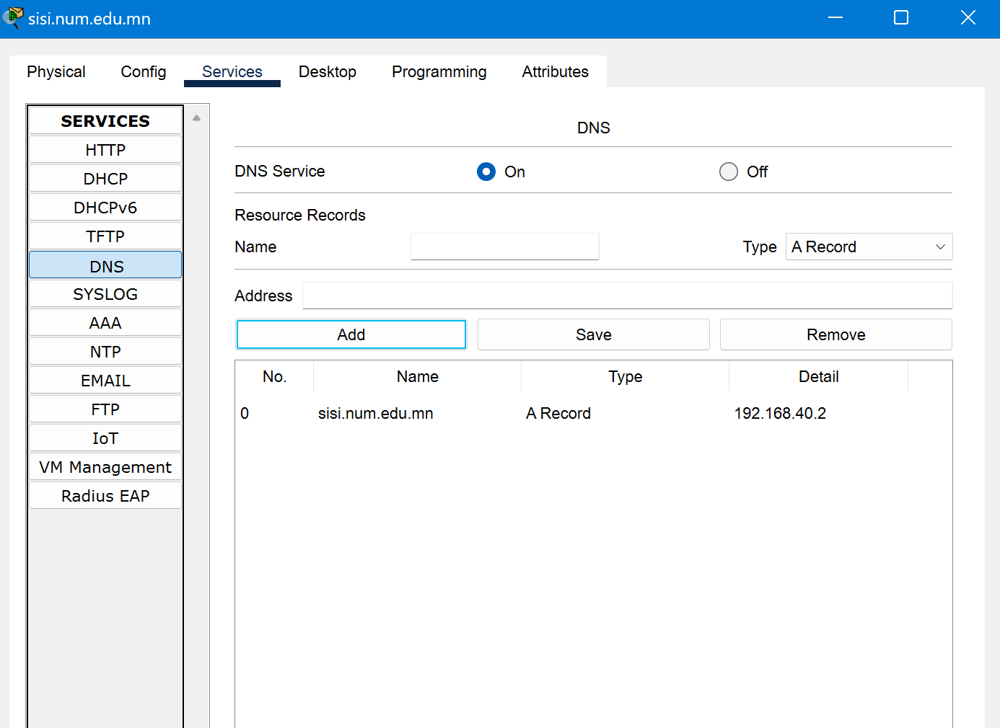 sisi.num.edu.mn
Physical Config Services Desktop Programming Attributes
SERVICES
HTTP
DHCP
DHCPv6
TFTP
DNS
SYSLOG
AAA
NTP
EMAIL
FTP
IoT
VM Management
Radius EAP
DNS
DNS Service On Off
Resource Records
Name Type A Record
Address
Add Save Remove
No. Name Type Detail
0 sisi.num.edu.mn A Record 192.168.40.2